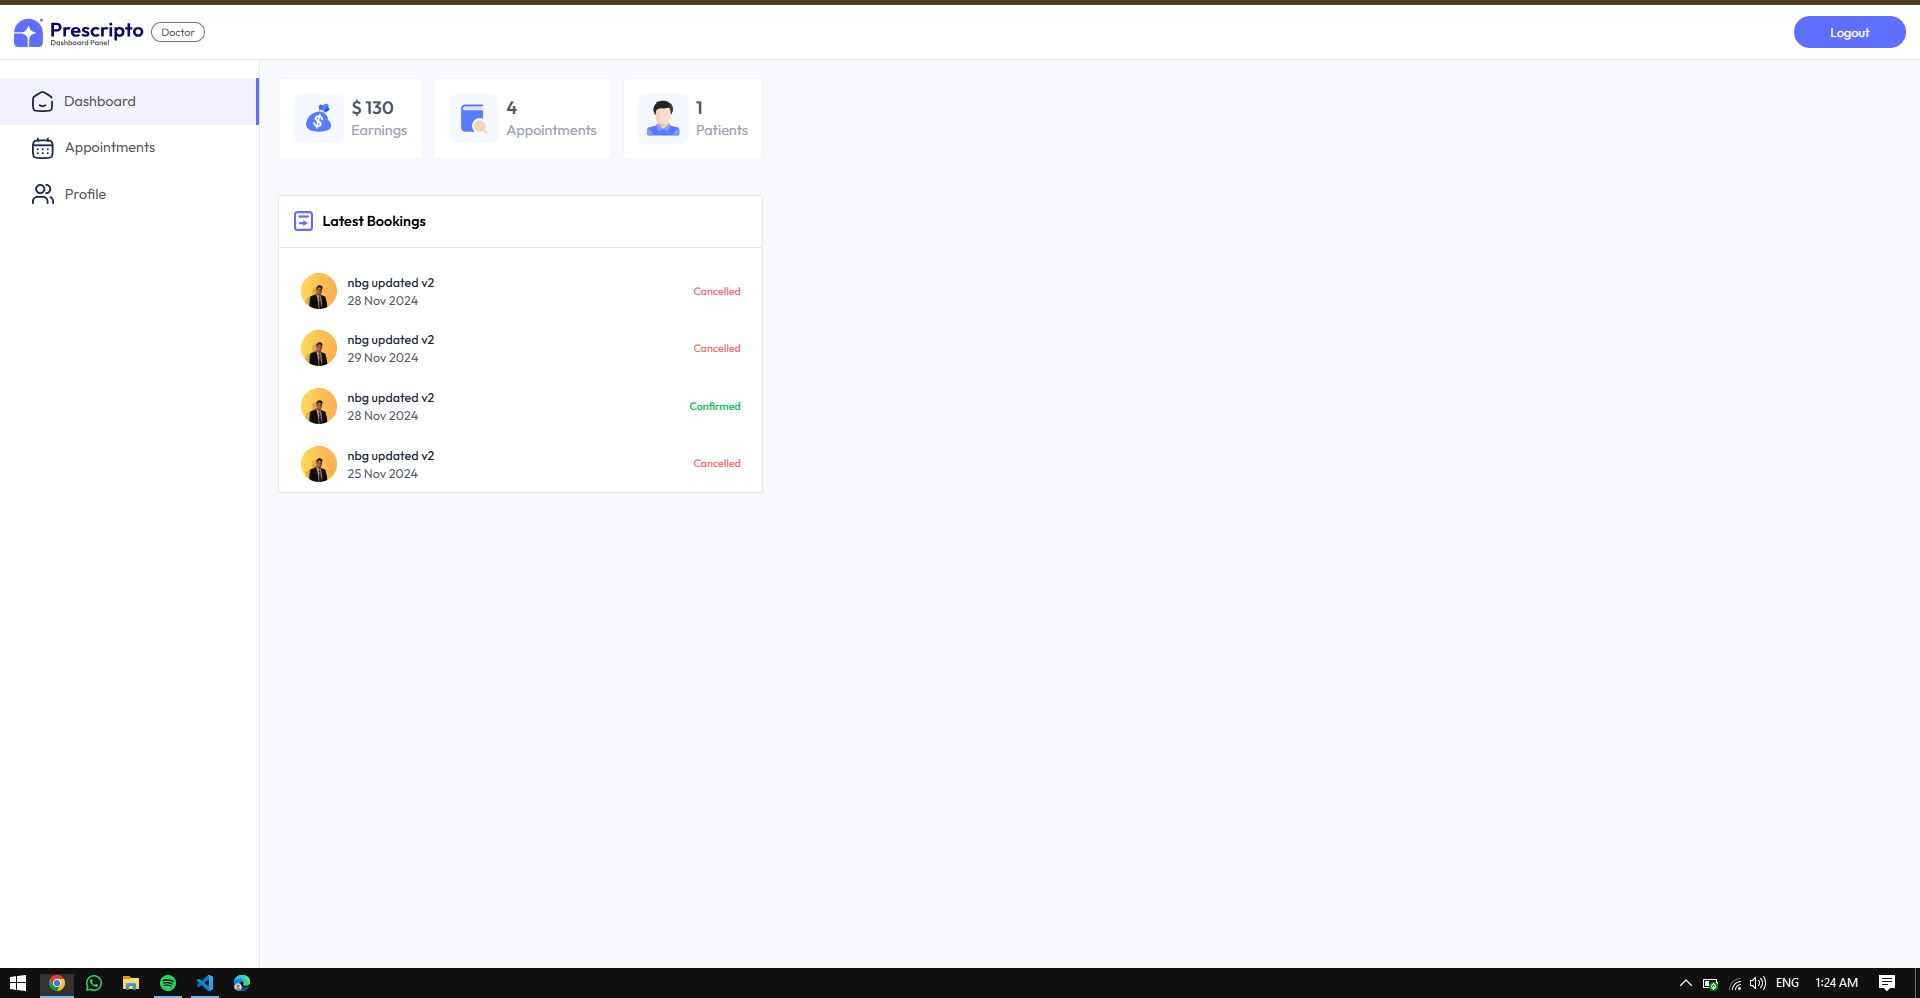 Prescripto
Dashboard Panel
Doctor
Logout
Dashboard
Appointments
Profile
$ 130
Earnings
4
Appointments
1
Patients
Latest Bookings
nbg updated v2
28 Nov 2024
Cancelled
nbg updated v2
29 Nov 2024
Cancelled
nbg updated v2
28 Nov 2024
Confirmed
nbg updated v2
25 Nov 2024
Cancelled
ENG
1:24 AM